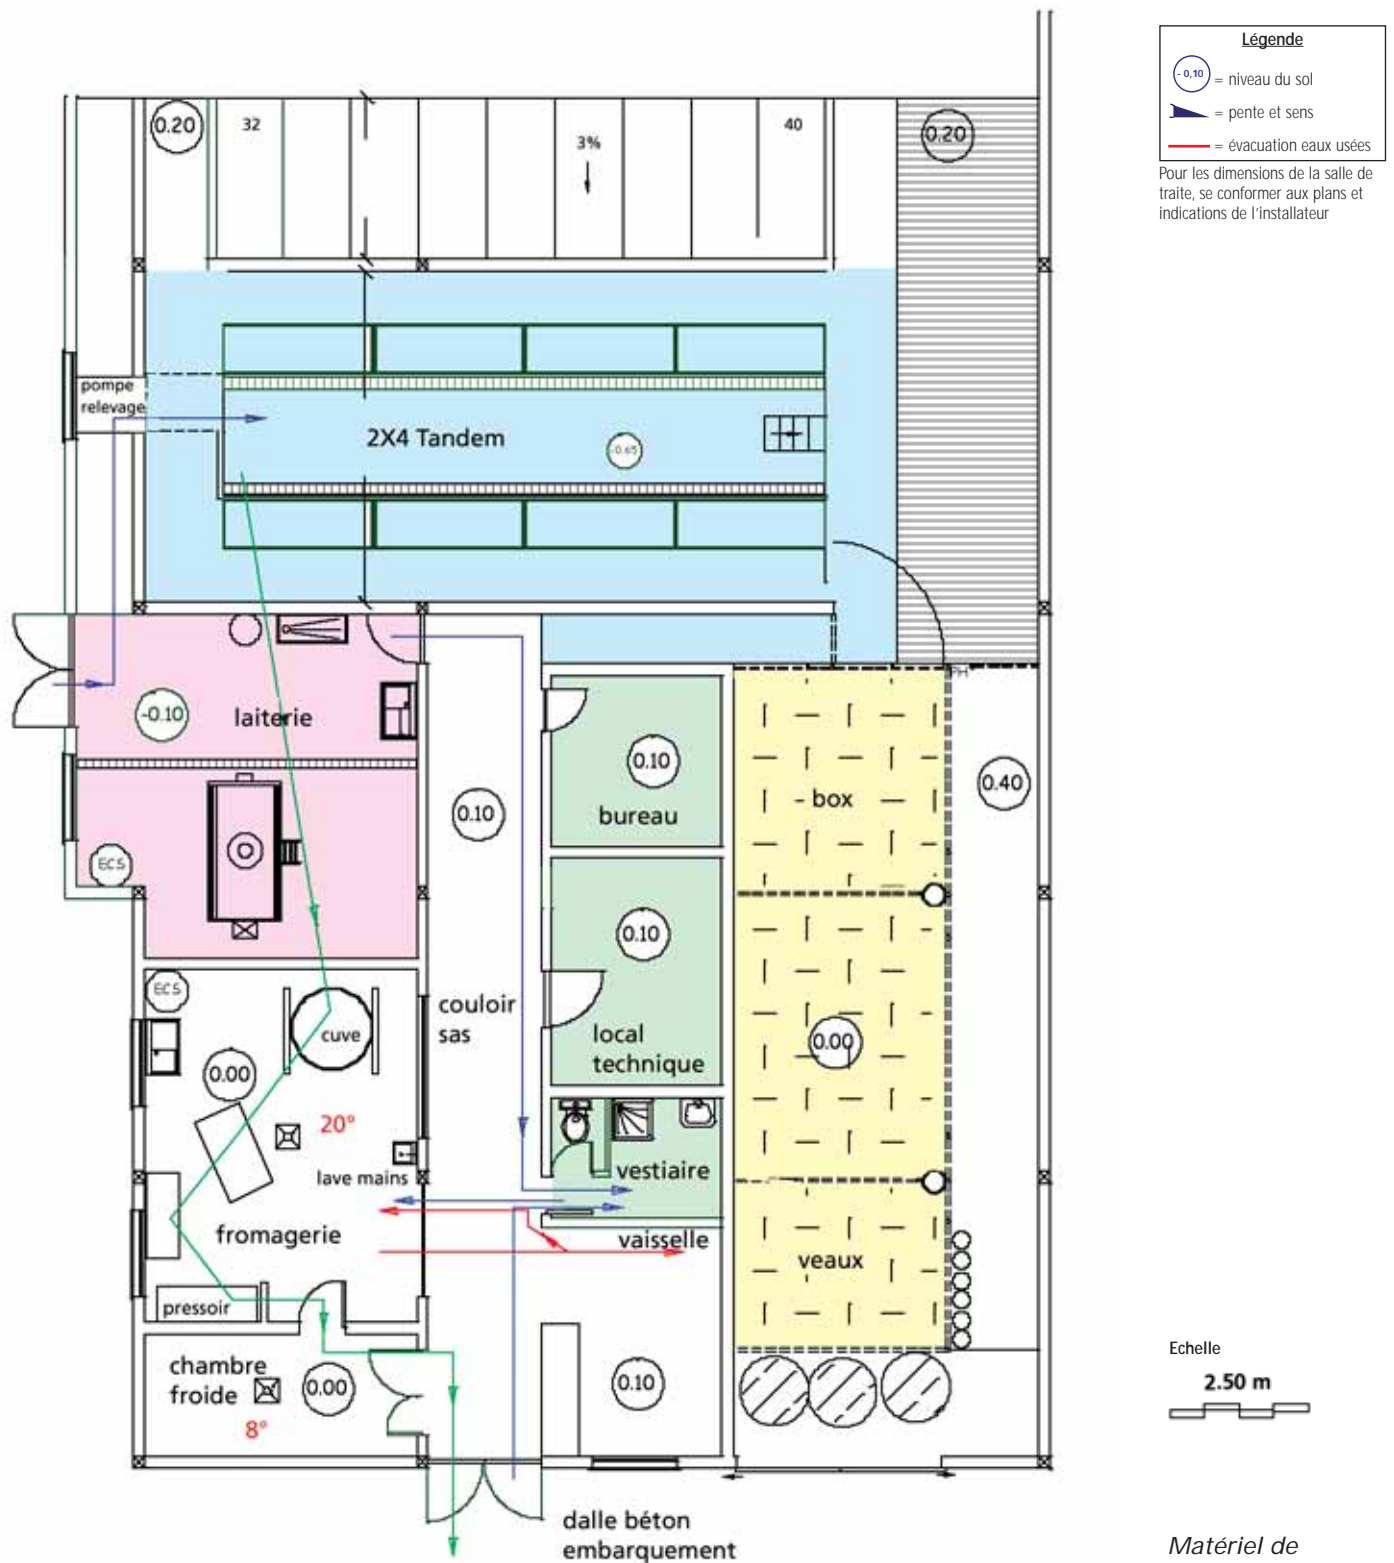 Légende
- 0,10 = niveau du sol
= pente et sens
= évacuation eaux usées
Pour les dimensions de la salle de
traite, se conformer aux plans et
indications de l'installateur
0.20
32
3%
40
0.20
pompe
relevage
2X4 Tandem
-0.65
PH
-0.10
laiterie
0.10
bureau
box
0.40
0.10
ECS
0.10
ECS
couloir
sas
cuve
local
technique
0.00
0.00
20°
lave mains
vestiaire
fromagerie
vaisselle
veaux
pressoir
chambre
froide
0.00
0.10
8°
Echelle
2.50 m
dalle béton
embarquement
Matériel de